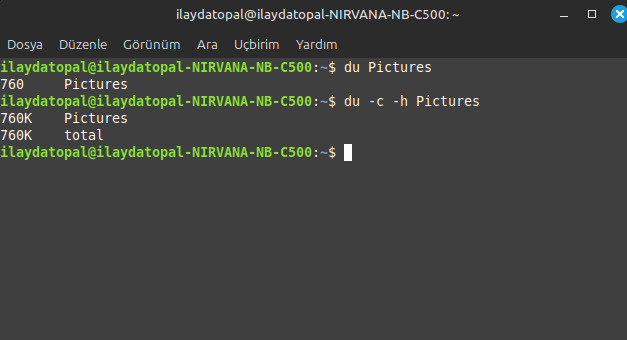 ilaydatopal@ilaydatopal-NIRVANA-NB-C500: ~
Dosya Düzenle Görünüm Ara Uçbirim Yardım
ilaydatopal@ilaydatopal-NIRVANA-NB-C500:~$ du Pictures
760 Pictures
ilaydatopal@ilaydatopal-NIRVANA-NB-C500:~$ du -c -h Pictures
760K Pictures
760K total
ilaydatopal@ilaydatopal-NIRVANA-NB-C500:~$